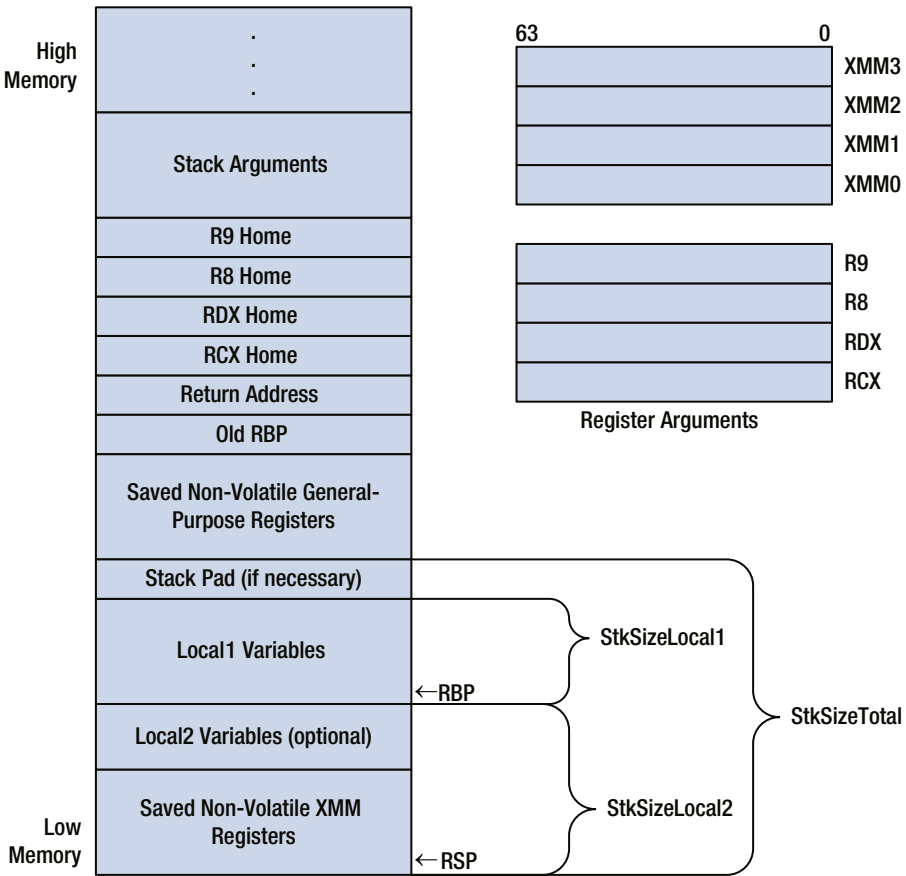 High
Memory
.
.
.
Stack Arguments
R9 Home
R8 Home
RDX Home
RCX Home
Return Address
Old RBP
Saved Non-Volatile General-
Purpose Registers
Stack Pad (if necessary)
Local1 Variables
←RBP
Local2 Variables (optional)
Saved Non-Volatile XMM
Registers
←RSP
Low
Memory
63 0
XMM3
XMM2
XMM1
XMM0
R9
R8
RDX
RCX
Register Arguments
StkSizeLocal1
StkSizeTotal
StkSizeLocal2